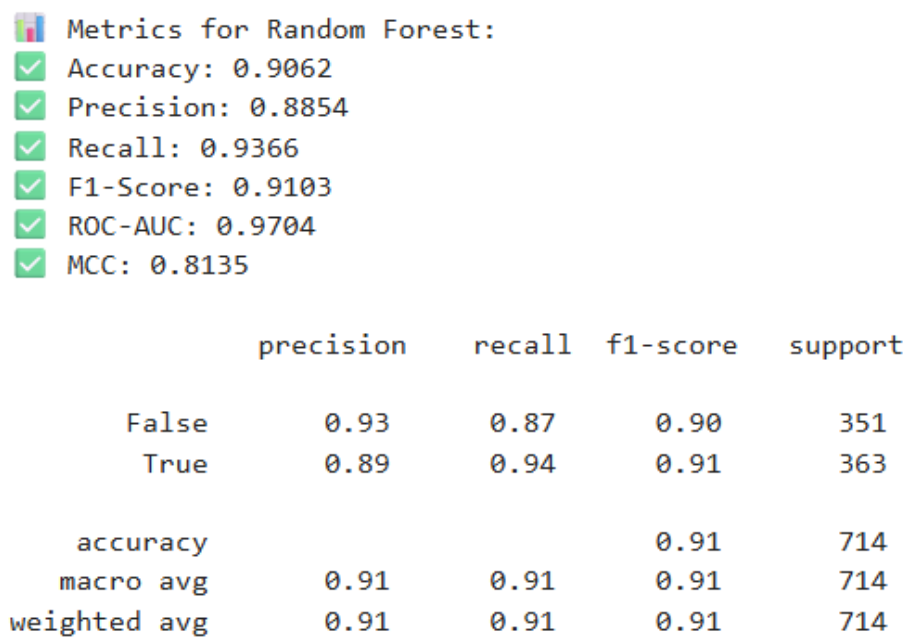 📊 Metrics for Random Forest:
✅ Accuracy: 0.9062
✅ Precision: 0.8854
✅ Recall: 0.9366
✅ F1-Score: 0.9103
✅ ROC-AUC: 0.9704
✅ MCC: 0.8135
precision recall f1-score support
False 0.93 0.87 0.90 351
True 0.89 0.94 0.91 363
accuracy 0.91 714
macro avg 0.91 0.91 0.91 714
weighted avg 0.91 0.91 0.91 714